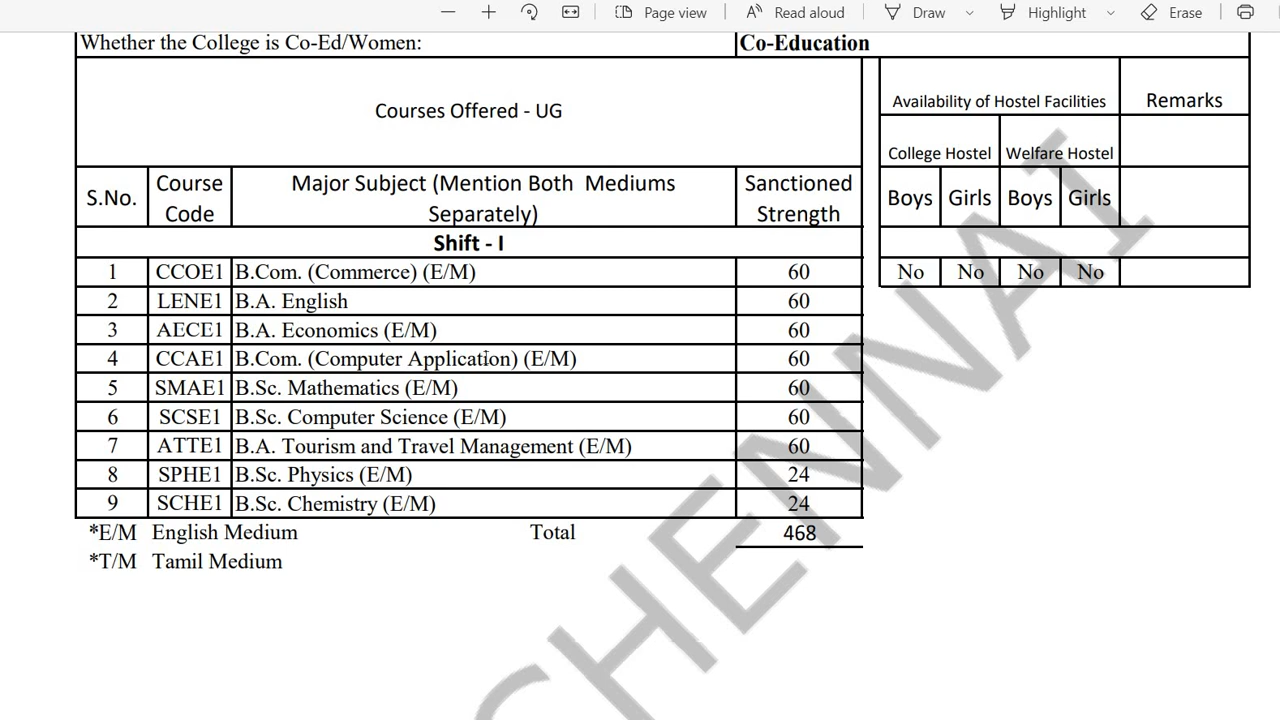 Page view Read aloud Draw Highlight Erase
Whether the College is Co-Ed/Women: Co-Education
Courses Offered - UG
Availability of Hostel Facilities Remarks
College Hostel Welfare Hostel
S.No. Course Code Major Subject (Mention Both Mediums Separately) Sanctioned Strength Boys Girls Boys Girls
Shift - I
1 CCOE1 B.Com. (Commerce) (E/M) 60 No No No No
2 LENE1 B.A. English 60
3 AECE1 B.A. Economics (E/M) 60
4 CCAE1 B.Com. (Computer Application) (E/M) 60
5 SMAE1 B.Sc. Mathematics (E/M) 60
6 SCSE1 B.Sc. Computer Science (E/M) 60
7 ATTE1 B.A. Tourism and Travel Management (E/M) 60
8 SPHE1 B.Sc. Physics (E/M) 24
9 SCHE1 B.Sc. Chemistry (E/M) 24
*E/M English Medium Total 468
*T/M Tamil Medium
CHENNAI